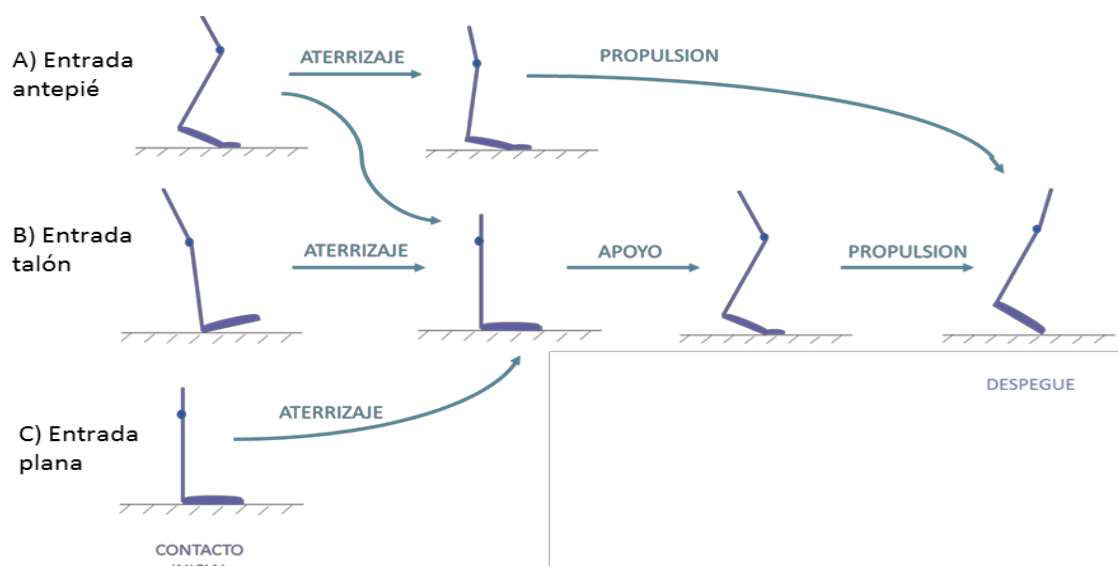 A) Entrada
antepié
ATERRIZAJE
PROPULSION
B) Entrada
talón
ATERRIZAJE
APOYO
PROPULSION
DESPEGUE
C) Entrada
plana
ATERRIZAJE
CONTACTO